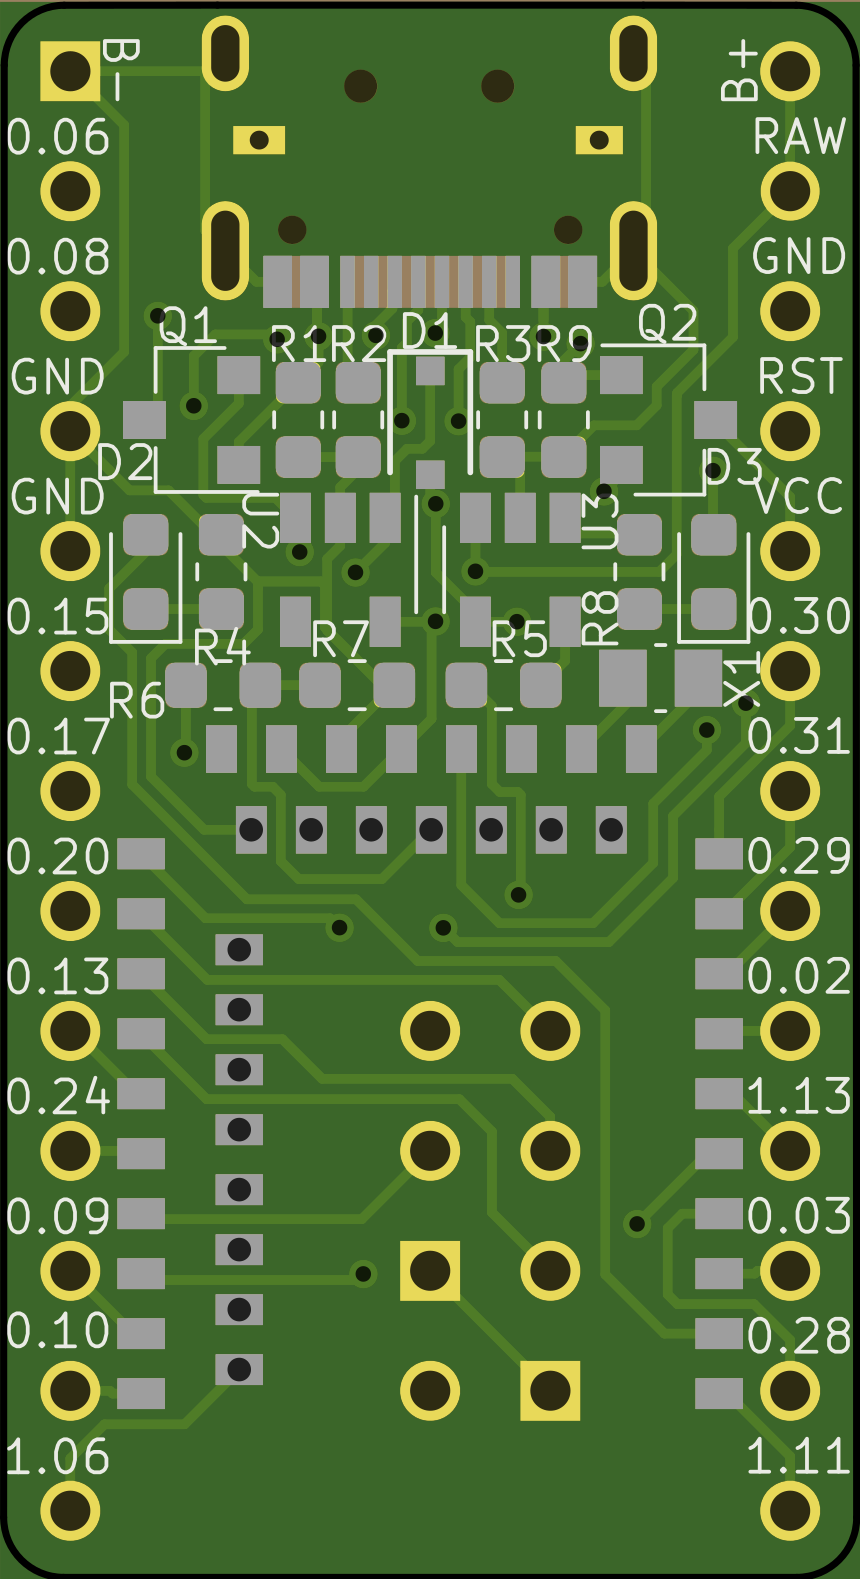 B- B+
0.06 RAW
0.08 GND
Q1 R1 R2 D1 R3 R9 Q2
GND RST
D2 D3
GND U2 U3 VCC
0.15 R4 R7 R5 R8 0.30
R6 X1
0.17 0.31
0.20 0.29
0.13 0.02
0.24 1.13
0.09 0.03
0.10 0.28
1.06 1.11